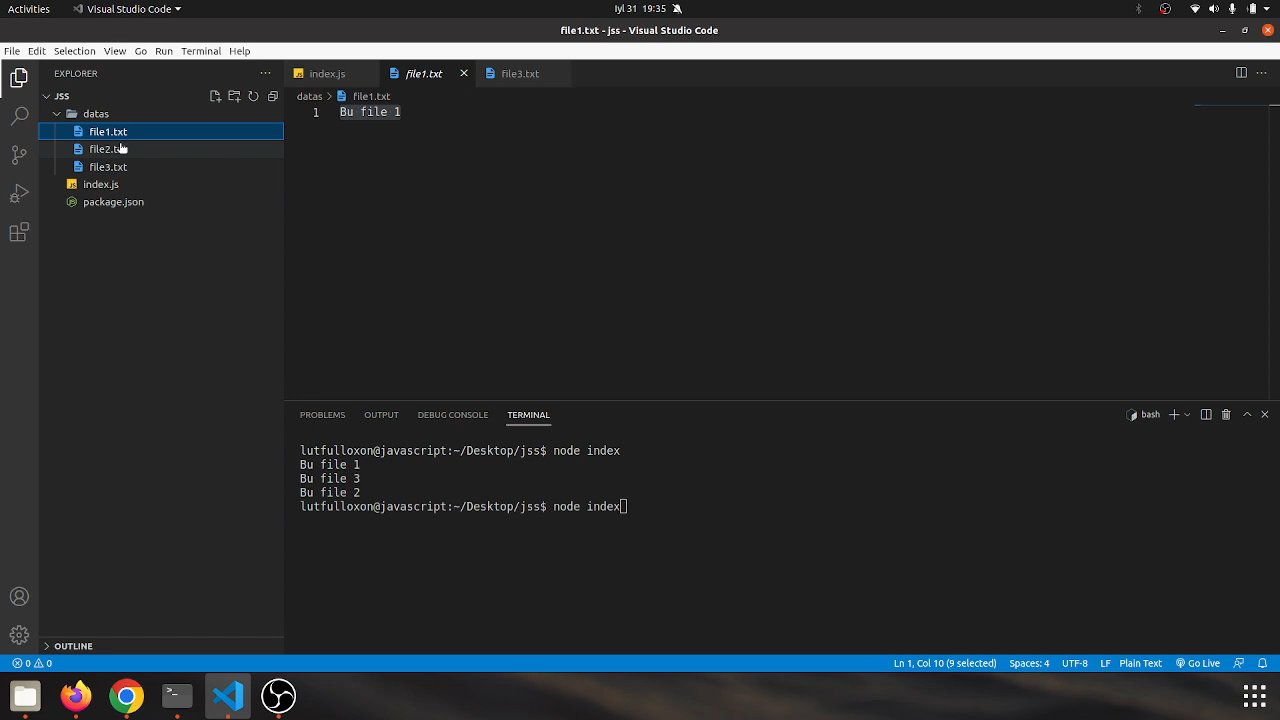 Activities Visual Studio Code Iyl 31 19:35
file1.txt - jss - Visual Studio Code
File Edit Selection View Go Run Terminal Help
EXPLORER
index.js file1.txt file3.txt
JSS
datas file1.txt
datas
1 Bu file 1
file1.txt
file2.txt
file3.txt
index.js
package.json
PROBLEMS OUTPUT DEBUG CONSOLE TERMINAL bash
lutfulloxon@javascript:~/Desktop/jss$ node index
Bu file 1
Bu file 3
Bu file 2
lutfulloxon@javascript:~/Desktop/jss$ node index
OUTLINE
0 0 Ln 1, Col 10 (9 selected) Spaces: 4 UTF-8 LF Plain Text Go Live